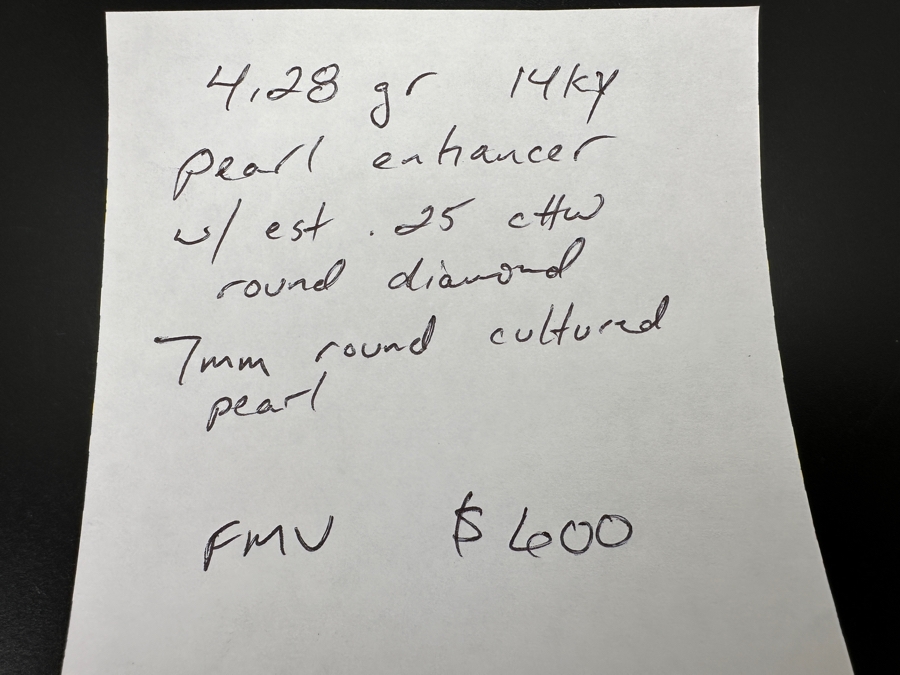 4.28 gr 14ky
pearl enhancer
w/ est .25 cttw
round diamond
7mm round cultured
pearl
FMV $600